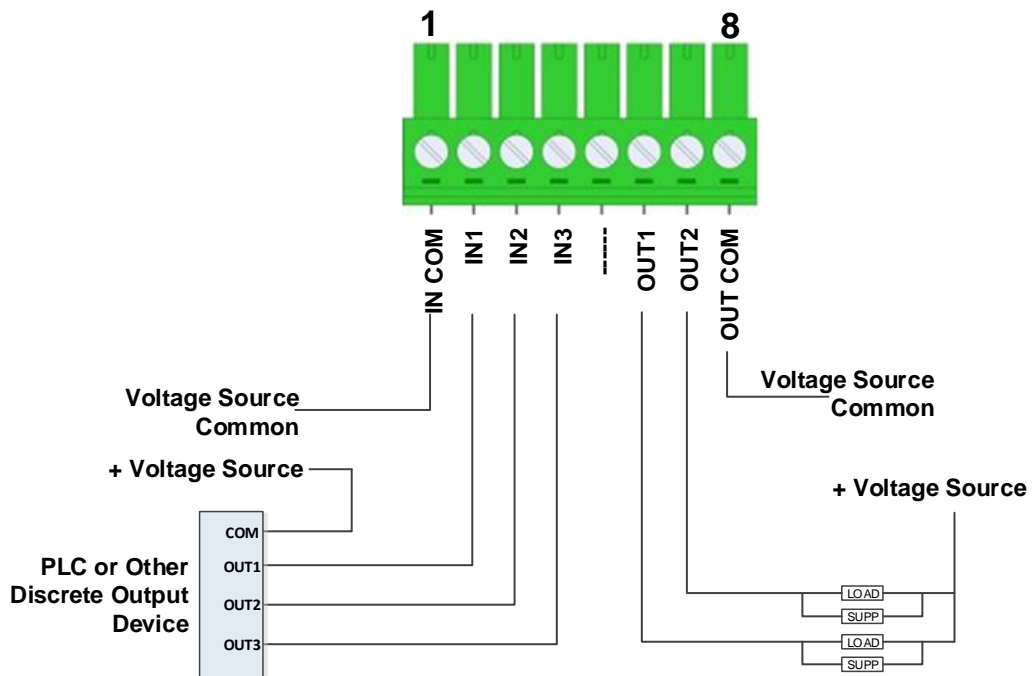 1
8
IN COM
IN1
IN2
IN3
------
OUT1
OUT2
OUT COM
Voltage Source
Common
+ Voltage Source
PLC or Other
Discrete Output
Device
COM
OUT1
OUT2
OUT3
Voltage Source
Common
+ Voltage Source
LOAD
SUPP
LOAD
SUPP